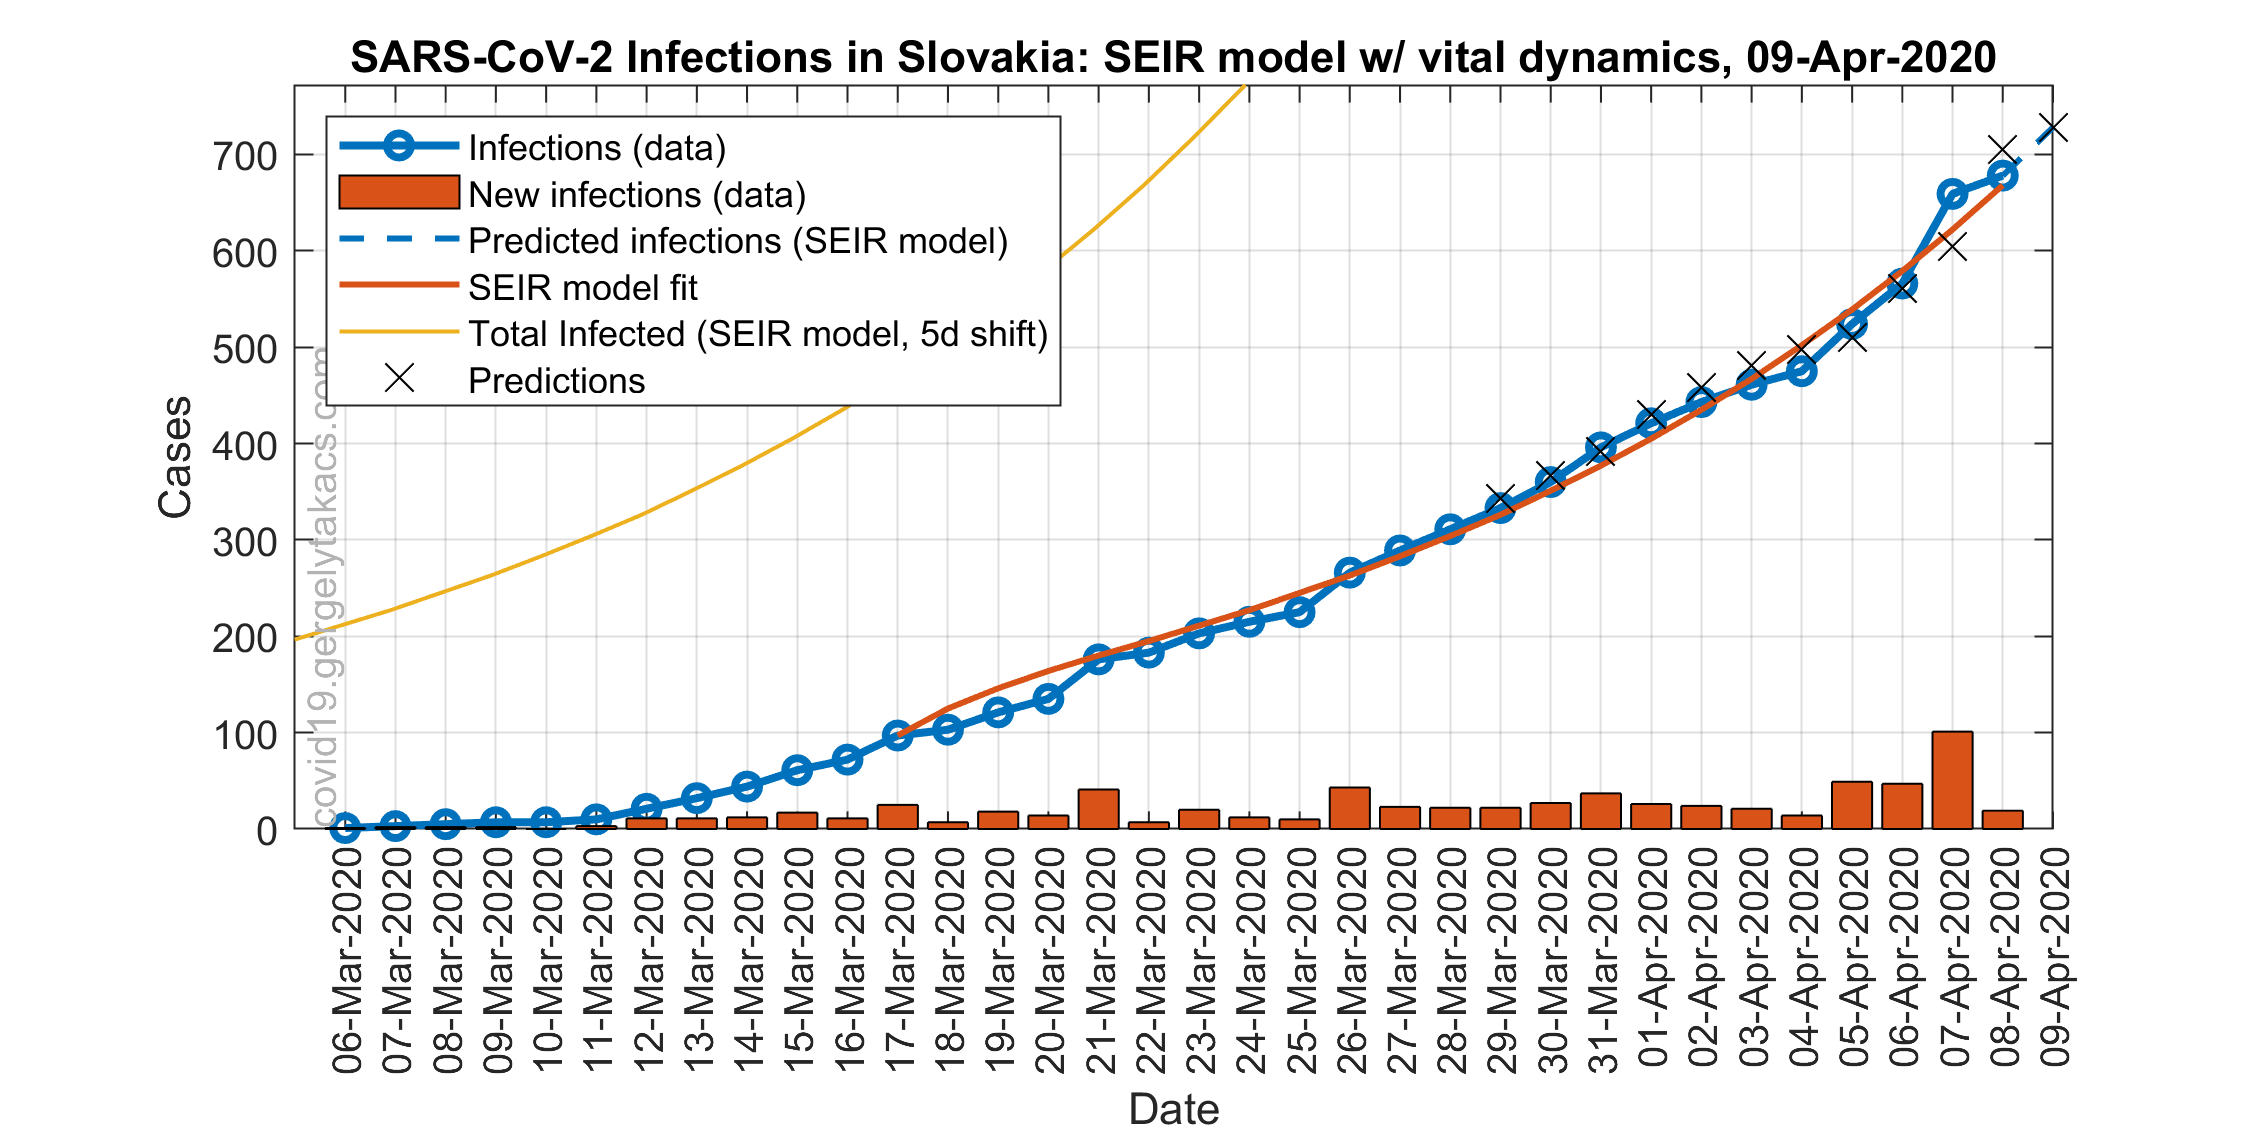 SARS-CoV-2 Infections in Slovakia: SEIR model w/ vital dynamics, 09-Apr-2020
Infections (data)
New infections (data)
Predicted infections (SEIR model)
SEIR model fit
Total Infected (SEIR model, 5d shift)
Predictions
covid19.gergelytakacs.com
Cases
700
600
500
400
300
200
100
0
06-Mar-2020
07-Mar-2020
08-Mar-2020
09-Mar-2020
10-Mar-2020
11-Mar-2020
12-Mar-2020
13-Mar-2020
14-Mar-2020
15-Mar-2020
16-Mar-2020
17-Mar-2020
18-Mar-2020
19-Mar-2020
20-Mar-2020
21-Mar-2020
22-Mar-2020
23-Mar-2020
24-Mar-2020
25-Mar-2020
26-Mar-2020
27-Mar-2020
28-Mar-2020
29-Mar-2020
30-Mar-2020
31-Mar-2020
01-Apr-2020
02-Apr-2020
03-Apr-2020
04-Apr-2020
05-Apr-2020
06-Apr-2020
07-Apr-2020
08-Apr-2020
09-Apr-2020
Date